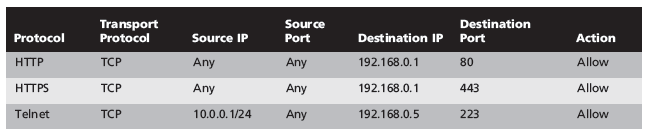 Protocol Transport Protocol Source IP Source Port Destination IP Destination Port Action
HTTP TCP Any Any 192.168.0.1 80 Allow
HTTPS TCP Any Any 192.168.0.1 443 Allow
Telnet TCP 10.0.0.1/24 Any 192.168.0.5 223 Allow